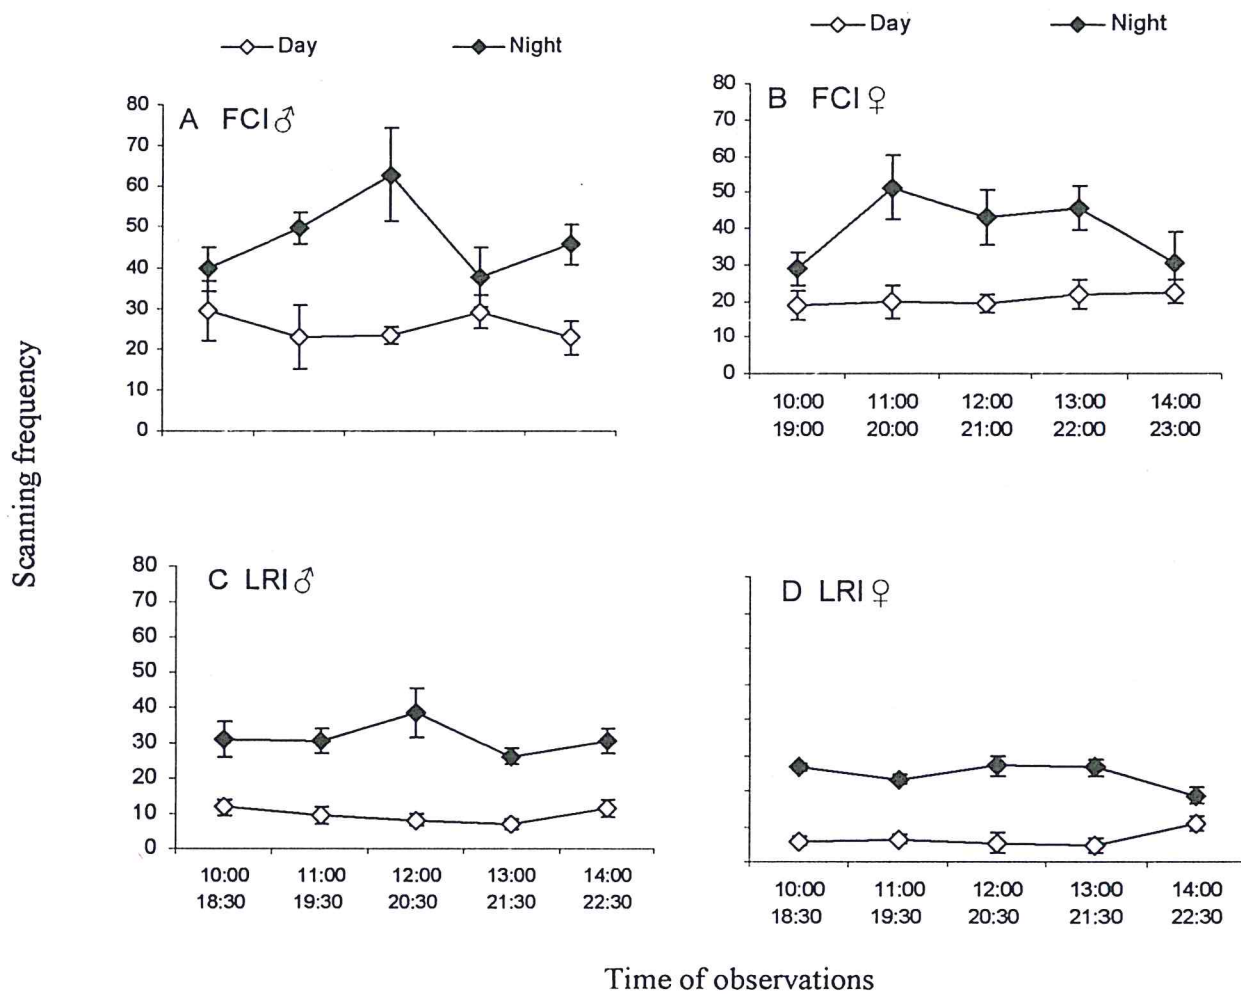 Day Night
Day Night
A FCI ♂
80
70
60
50
40
30
20
10
0
B FCI ♀
80
70
60
50
40
30
20
10
0
10:00 11:00 12:00 13:00 14:00
19:00 20:00 21:00 22:00 23:00
Scanning frequency
C LRI ♂
80
70
60
50
40
30
20
10
0
10:00 11:00 12:00 13:00 14:00
18:30 19:30 20:30 21:30 22:30
D LRI ♀
10:00 11:00 12:00 13:00 14:00
18:30 19:30 20:30 21:30 22:30
Time of observations